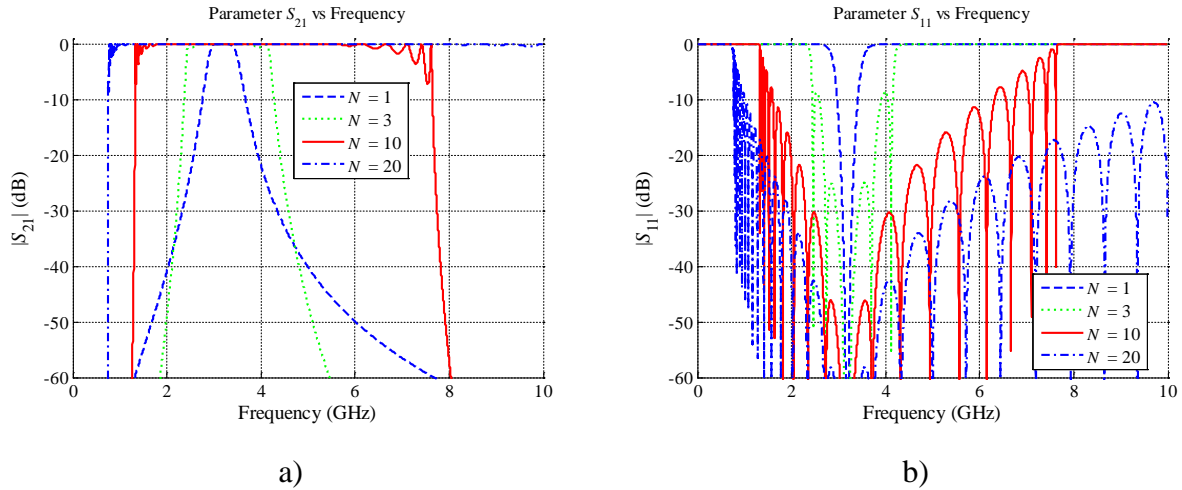 Parameter S21 vs Frequency
0
-10
-20
-30
-40
-50
-60
|S21| (dB)
0 2 4 6 8 10
Frequency (GHz)
N = 1
N = 3
N = 10
N = 20
a)
Parameter S11 vs Frequency
0
-10
-20
-30
-40
-50
-60
|S11| (dB)
0 2 4 6 8 10
Frequency (GHz)
N = 1
N = 3
N = 10
N = 20
b)